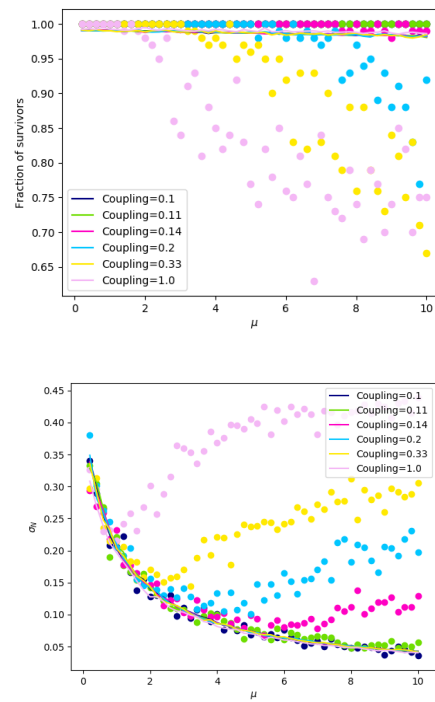 1.00
0.95
0.90
0.85
0.80
0.75
0.70
0.65
Fraction of survivors
Coupling=0.1
Coupling=0.11
Coupling=0.14
Coupling=0.2
Coupling=0.33
Coupling=1.0
0 2 4 6 8 10
μ
0.45
0.40
0.35
0.30
0.25
0.20
0.15
0.10
0.05
σN
Coupling=0.1
Coupling=0.11
Coupling=0.14
Coupling=0.2
Coupling=0.33
Coupling=1.0
0 2 4 6 8 10
μ